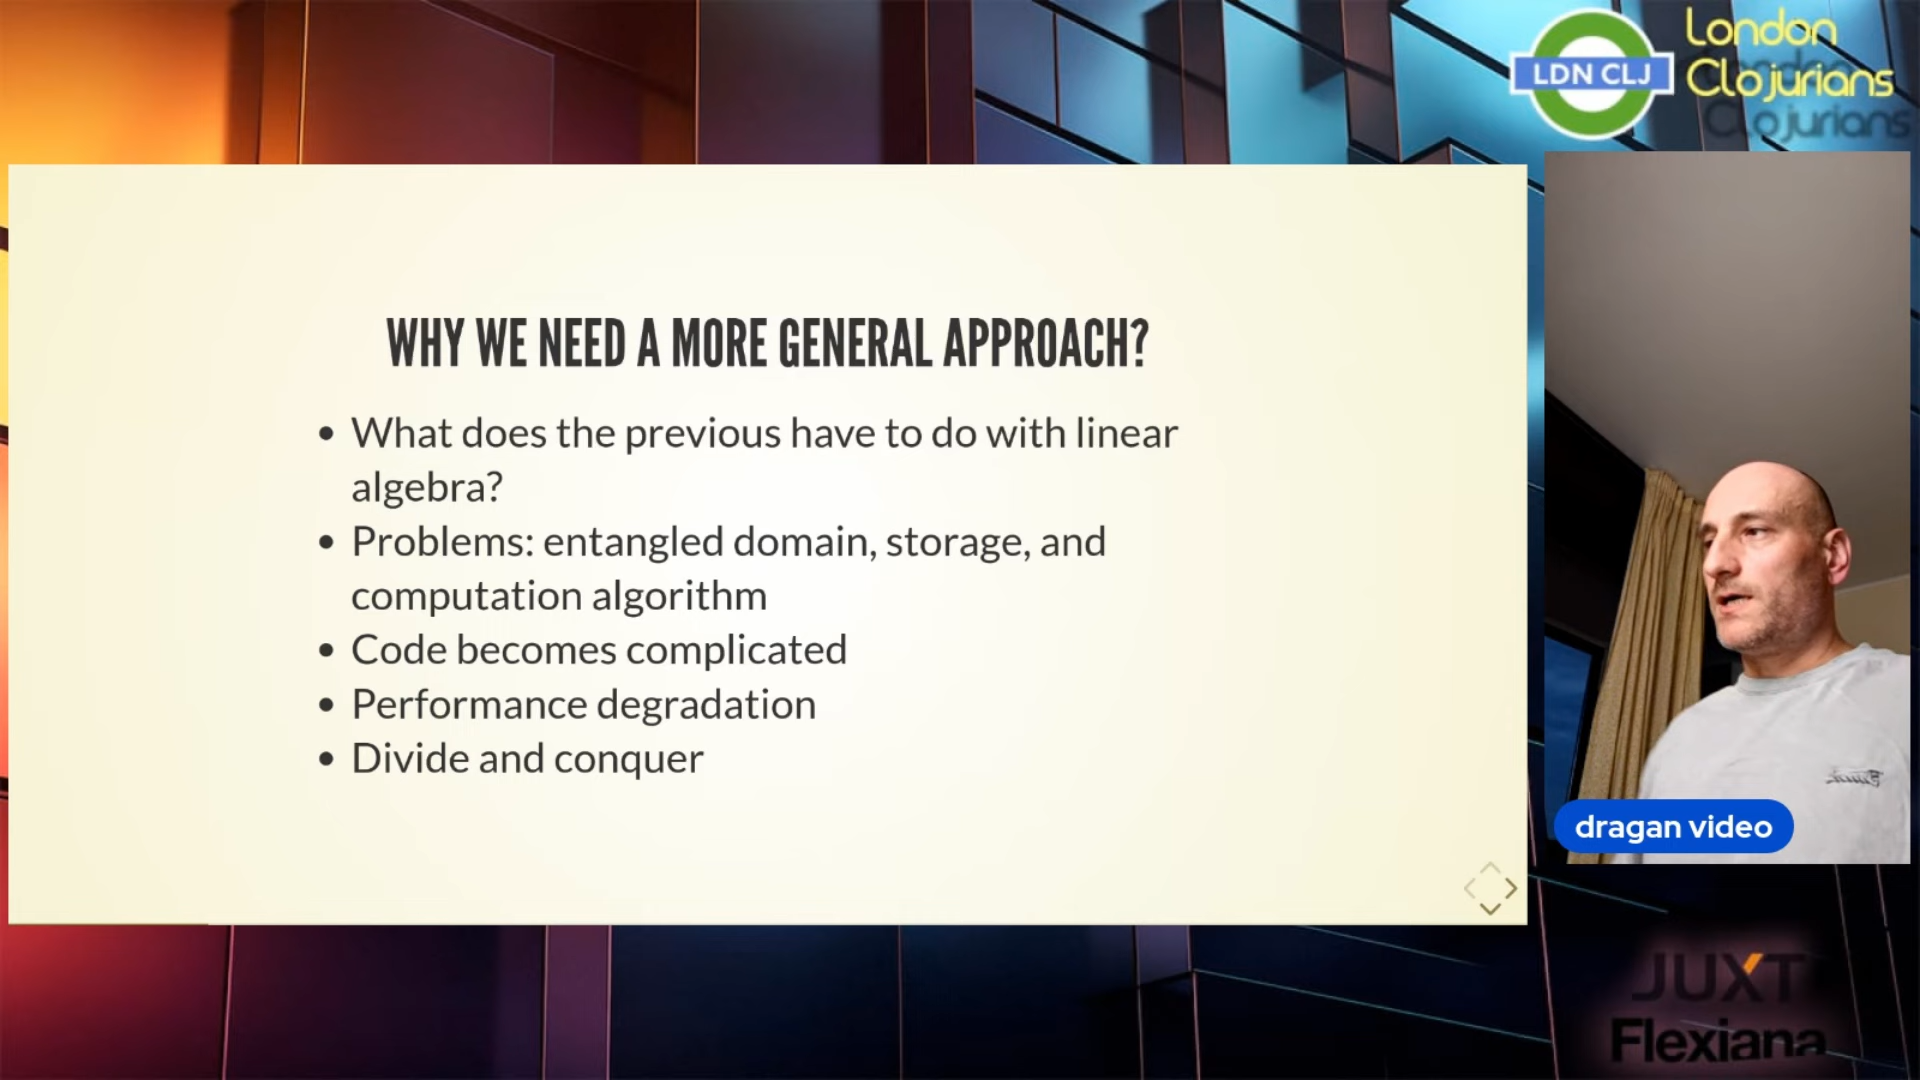 London
LDN CLJ
Clojurians
Clojurians
WHY WE NEED A MORE GENERAL APPROACH?
• What does the previous have to do with linear
algebra?
• Problems: entangled domain, storage, and
computation algorithm
• Code becomes complicated
• Performance degradation
• Divide and conquer
dragan video
JUXT
Flexiana